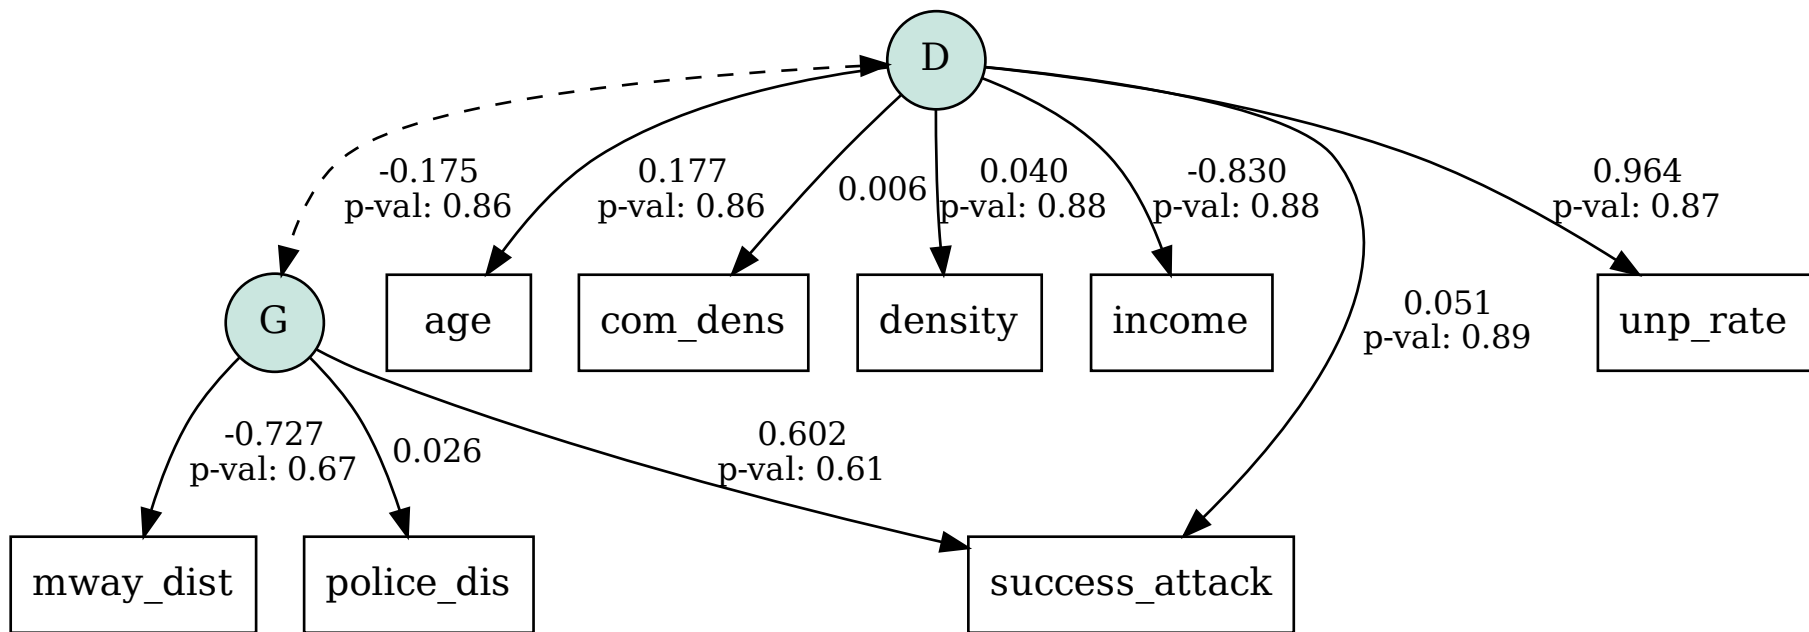 D
-0.175
p-val: 0.86
0.177
p-val: 0.86
0.006
0.040
p-val: 0.88
-0.830
p-val: 0.88
0.964
p-val: 0.87
G
age
com_dens
density
income
0.051
p-val: 0.89
unp_rate
-0.727
p-val: 0.67
0.026
0.602
p-val: 0.61
mway_dist
police_dis
success_attack